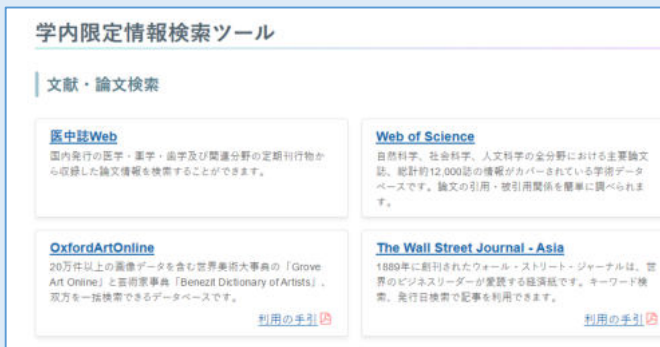 学内限定情報検索ツール
文献・論文検索
医中誌Web
国内発行の医学・薬学・歯学及び関連分野の定期刊行物か
ら収録した論文情報を検索することができます。
Web of Science
自然科学、社会科学、人文科学の全分野における主要論文
誌、総計約12,000誌の情報がカバーされている学術データ
ベースです。論文の引用・被引用関係を簡単に調べられま
す。
OxfordArtOnline
20万件以上の画像データを含む世界美術大事典の「Grove
Art Online」と芸術家事典「Benezit Dictionary of Artists」、
双方を一括検索できるデータベースです。
利用の手引
The Wall Street Journal - Asia
1889年に創刊されたウォール・ストリート・ジャーナルは、世
界のビジネスリーダーが愛読する経済紙です。キーワード検
索、発行日検索で記事を利用できます。
利用の手引